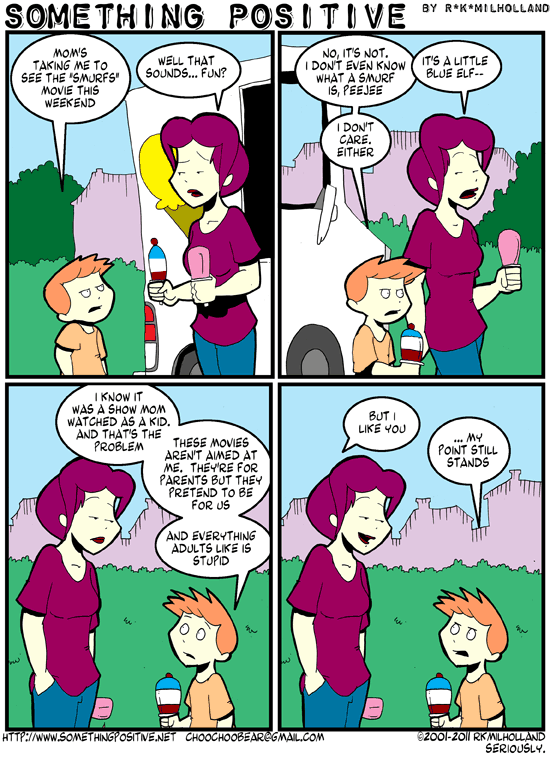 SOMETHING POSITIVE
BY R*K*MILHOLLAND
MOM'S
TAKING ME TO
SEE THE "SMURFS"
MOVIE THIS
WEEKEND
WELL THAT
SOUNDS... FUN?
NO, IT'S NOT.
I DON'T EVEN KNOW
WHAT A SMURF
IS, PEEJEE
IT'S A LITTLE
BLUE ELF--
I DON'T
CARE.
EITHER
I KNOW IT
WAS A SHOW MOM
WATCHED AS A KID.
AND THAT'S THE
PROBLEM
THESE MOVIES
AREN'T AIMED AT
ME. THEY'RE FOR
PARENTS BUT THEY
PRETEND TO BE
FOR US
AND EVERYTHING
ADULTS LIKE IS
STUPID
BUT I
LIKE YOU
... MY
POINT STILL
STANDS
HTTP://WWW.SOMETHINGPOSITIVE.NET CHOOCHOOBEAR@GMAIL.COM
©2001-2011 RKMILHOLLAND
SERIOUSLY.